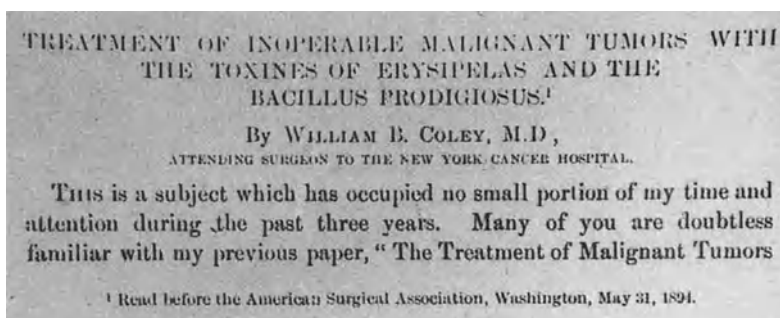 TREATMENT OF INOPERABLE MALIGNANT TUMORS WITH
THE TOXINES OF ERYSIPELAS AND THE
BACILLUS PRODIGIOSUS.¹
By WILLIAM B. COLEY, M.D,
ATTENDING SURGEON TO THE NEW YORK CANCER HOSPITAL.
THIS is a subject which has occupied no small portion of my time and
attention during the past three years. Many of you are doubtless
familiar with my previous paper, “ The Treatment of Malignant Tumors
¹ Read before the American Surgical Association, Washington, May 31, 1894.